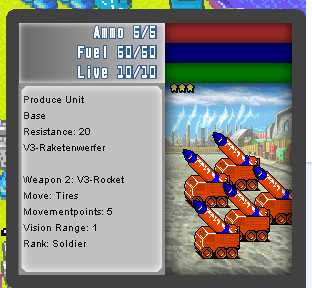 Ammo 6/6
Fuel 60/60
Live 10/10
Produce Unit
Base
Resistance: 20
V3-Raketenwerfer
Weapon 2: V3-Rocket
Move: Tires
Movementpoints: 5
Vision Range: 1
Rank: Soldier